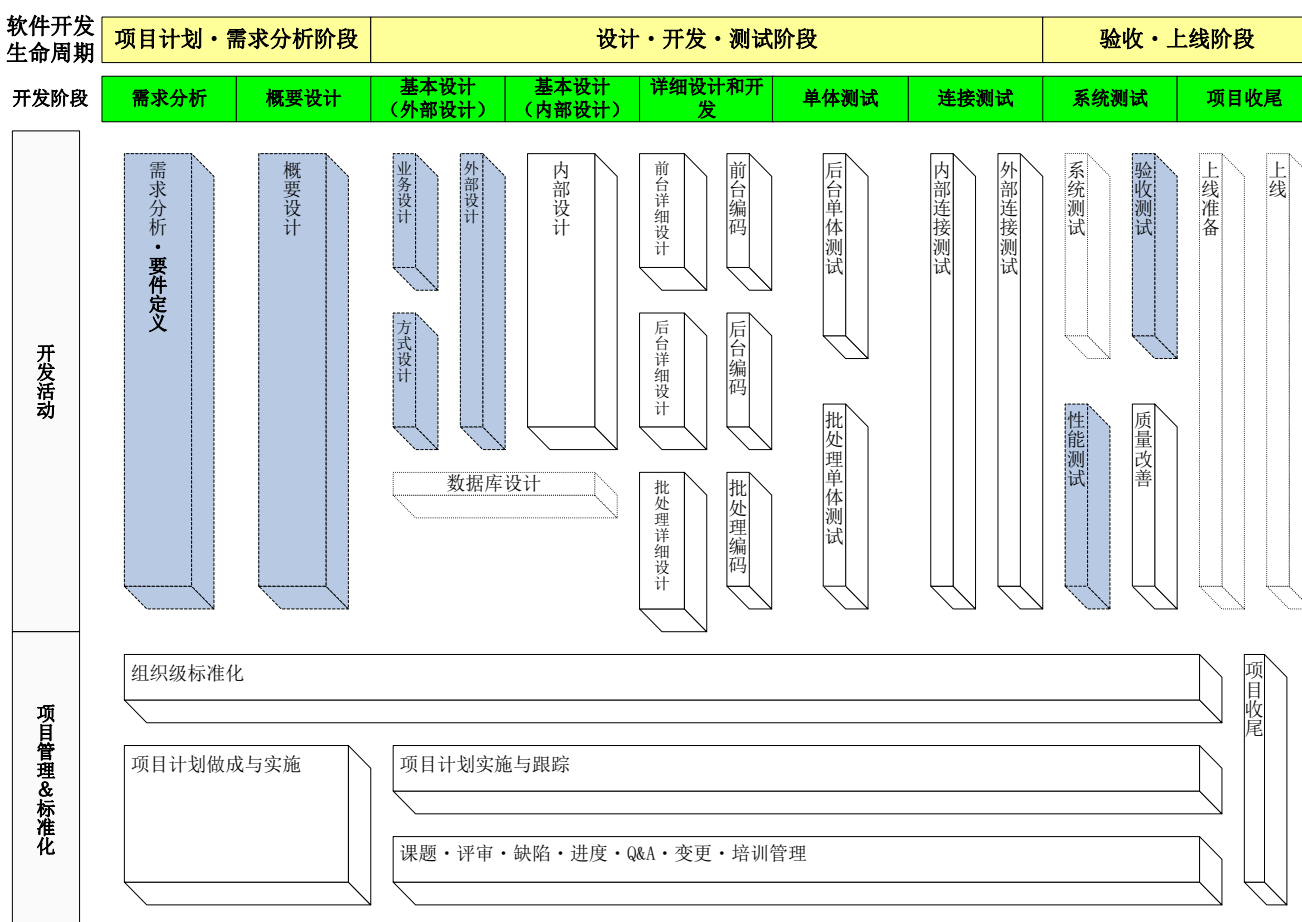 软件开发
生命周期
项目计划・需求分析阶段
设计・开发・测试阶段
验收・上线阶段
开发阶段
需求分析
概要设计
基本设计
（外部设计）
基本设计
（内部设计）
详细设计和开
发
单体测试
连接测试
系统测试
项目收尾
开发活动
需求分析・要件定义
概要设计
业务设计
外部设计
方式设计
内部设计
数据库设计
前台详细设计
前台编码
后台详细设计
后台编码
批处理详细设计
批处理编码
后台单体测试
批处理单体测试
内部连接测试
外部连接测试
系统测试
验收测试
性能测试
质量改善
上线准备
上线
项目管理&标准化
组织级标准化
项目计划做成与实施
项目计划实施与跟踪
课题・评审・缺陷・进度・Q&A・变更・培训管理
项目收尾